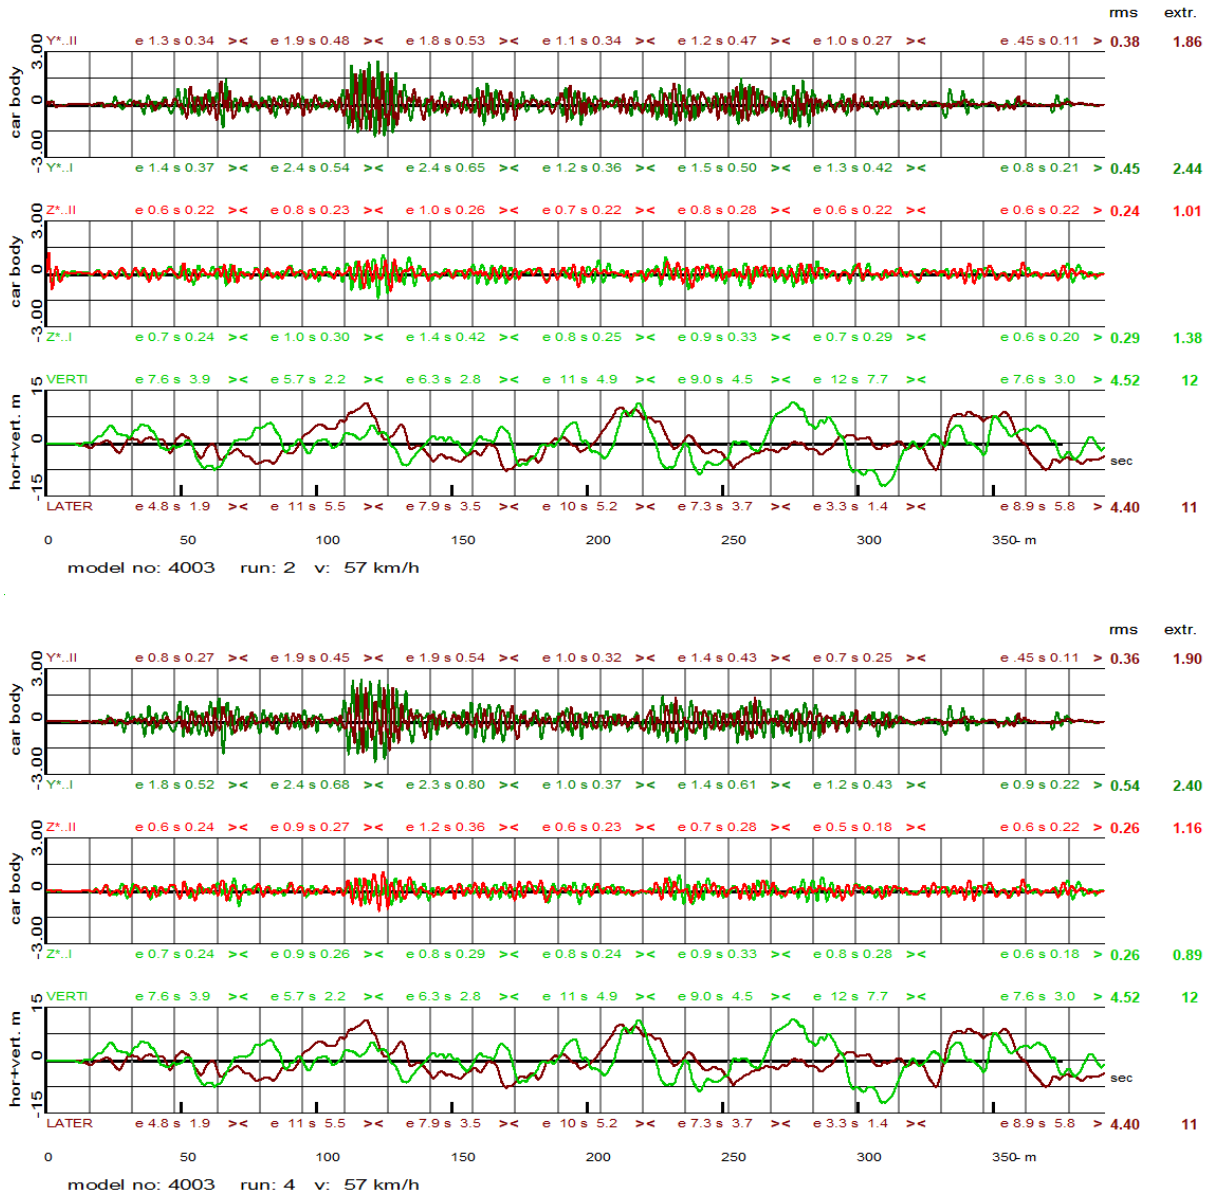 rms extr.
Y*..II e 1.3 s 0.34 >< e 1.9 s 0.48 >< e 1.8 s 0.53 >< e 1.1 s 0.34 >< e 1.2 s 0.47 >< e 1.0 s 0.27 >< e .45 s 0.11 > 0.38 1.86
car body
3.00
0
-3.00
Y*..I e 1.4 s 0.37 >< e 2.4 s 0.54 >< e 2.4 s 0.65 >< e 1.2 s 0.36 >< e 1.5 s 0.50 >< e 1.3 s 0.42 >< e 0.8 s 0.21 > 0.45 2.44
Z*..II e 0.6 s 0.22 >< e 0.8 s 0.23 >< e 1.0 s 0.26 >< e 0.7 s 0.22 >< e 0.8 s 0.28 >< e 0.6 s 0.22 >< e 0.6 s 0.22 > 0.24 1.01
car body
3.00
0
-3.00
Z*..I e 0.7 s 0.24 >< e 1.0 s 0.30 >< e 1.4 s 0.42 >< e 0.8 s 0.25 >< e 0.9 s 0.33 >< e 0.7 s 0.29 >< e 0.6 s 0.20 > 0.29 1.38
VERTI e 7.6 s 3.9 >< e 5.7 s 2.2 >< e 6.3 s 2.8 >< e 11 s 4.9 >< e 9.0 s 4.5 >< e 12 s 7.7 >< e 7.6 s 3.0 > 4.52 12
hor+vert. m
15
0
-15
sec
LATER e 4.8 s 1.9 >< e 11 s 5.5 >< e 7.9 s 3.5 >< e 10 s 5.2 >< e 7.3 s 3.7 >< e 3.3 s 1.4 >< e 8.9 s 5.8 > 4.40 11
0 50 100 150 200 250 300 350- m
model no: 4003 run: 2 v: 57 km/h
rms extr.
Y*..II e 0.8 s 0.27 >< e 1.9 s 0.45 >< e 1.9 s 0.54 >< e 1.0 s 0.32 >< e 1.4 s 0.43 >< e 0.7 s 0.25 >< e .45 s 0.11 > 0.36 1.90
car body
3.00
0
-3.00
Y*..I e 1.8 s 0.52 >< e 2.4 s 0.68 >< e 2.3 s 0.80 >< e 1.0 s 0.37 >< e 1.4 s 0.61 >< e 1.2 s 0.43 >< e 0.9 s 0.22 > 0.54 2.40
Z*..II e 0.6 s 0.24 >< e 0.9 s 0.27 >< e 1.2 s 0.36 >< e 0.6 s 0.23 >< e 0.7 s 0.28 >< e 0.5 s 0.18 >< e 0.6 s 0.22 > 0.26 1.16
car body
3.00
0
-3.00
Z*..I e 0.7 s 0.24 >< e 0.9 s 0.26 >< e 0.8 s 0.29 >< e 0.8 s 0.24 >< e 0.9 s 0.33 >< e 0.8 s 0.28 >< e 0.6 s 0.18 > 0.26 0.89
VERTI e 7.6 s 3.9 >< e 5.7 s 2.2 >< e 6.3 s 2.8 >< e 11 s 4.9 >< e 9.0 s 4.5 >< e 12 s 7.7 >< e 7.6 s 3.0 > 4.52 12
hor+vert. m
15
0
-15
sec
LATER e 4.8 s 1.9 >< e 11 s 5.5 >< e 7.9 s 3.5 >< e 10 s 5.2 >< e 7.3 s 3.7 >< e 3.3 s 1.4 >< e 8.9 s 5.8 > 4.40 11
0 50 100 150 200 250 300 350- m
model no: 4003 run: 4 v: 57 km/h